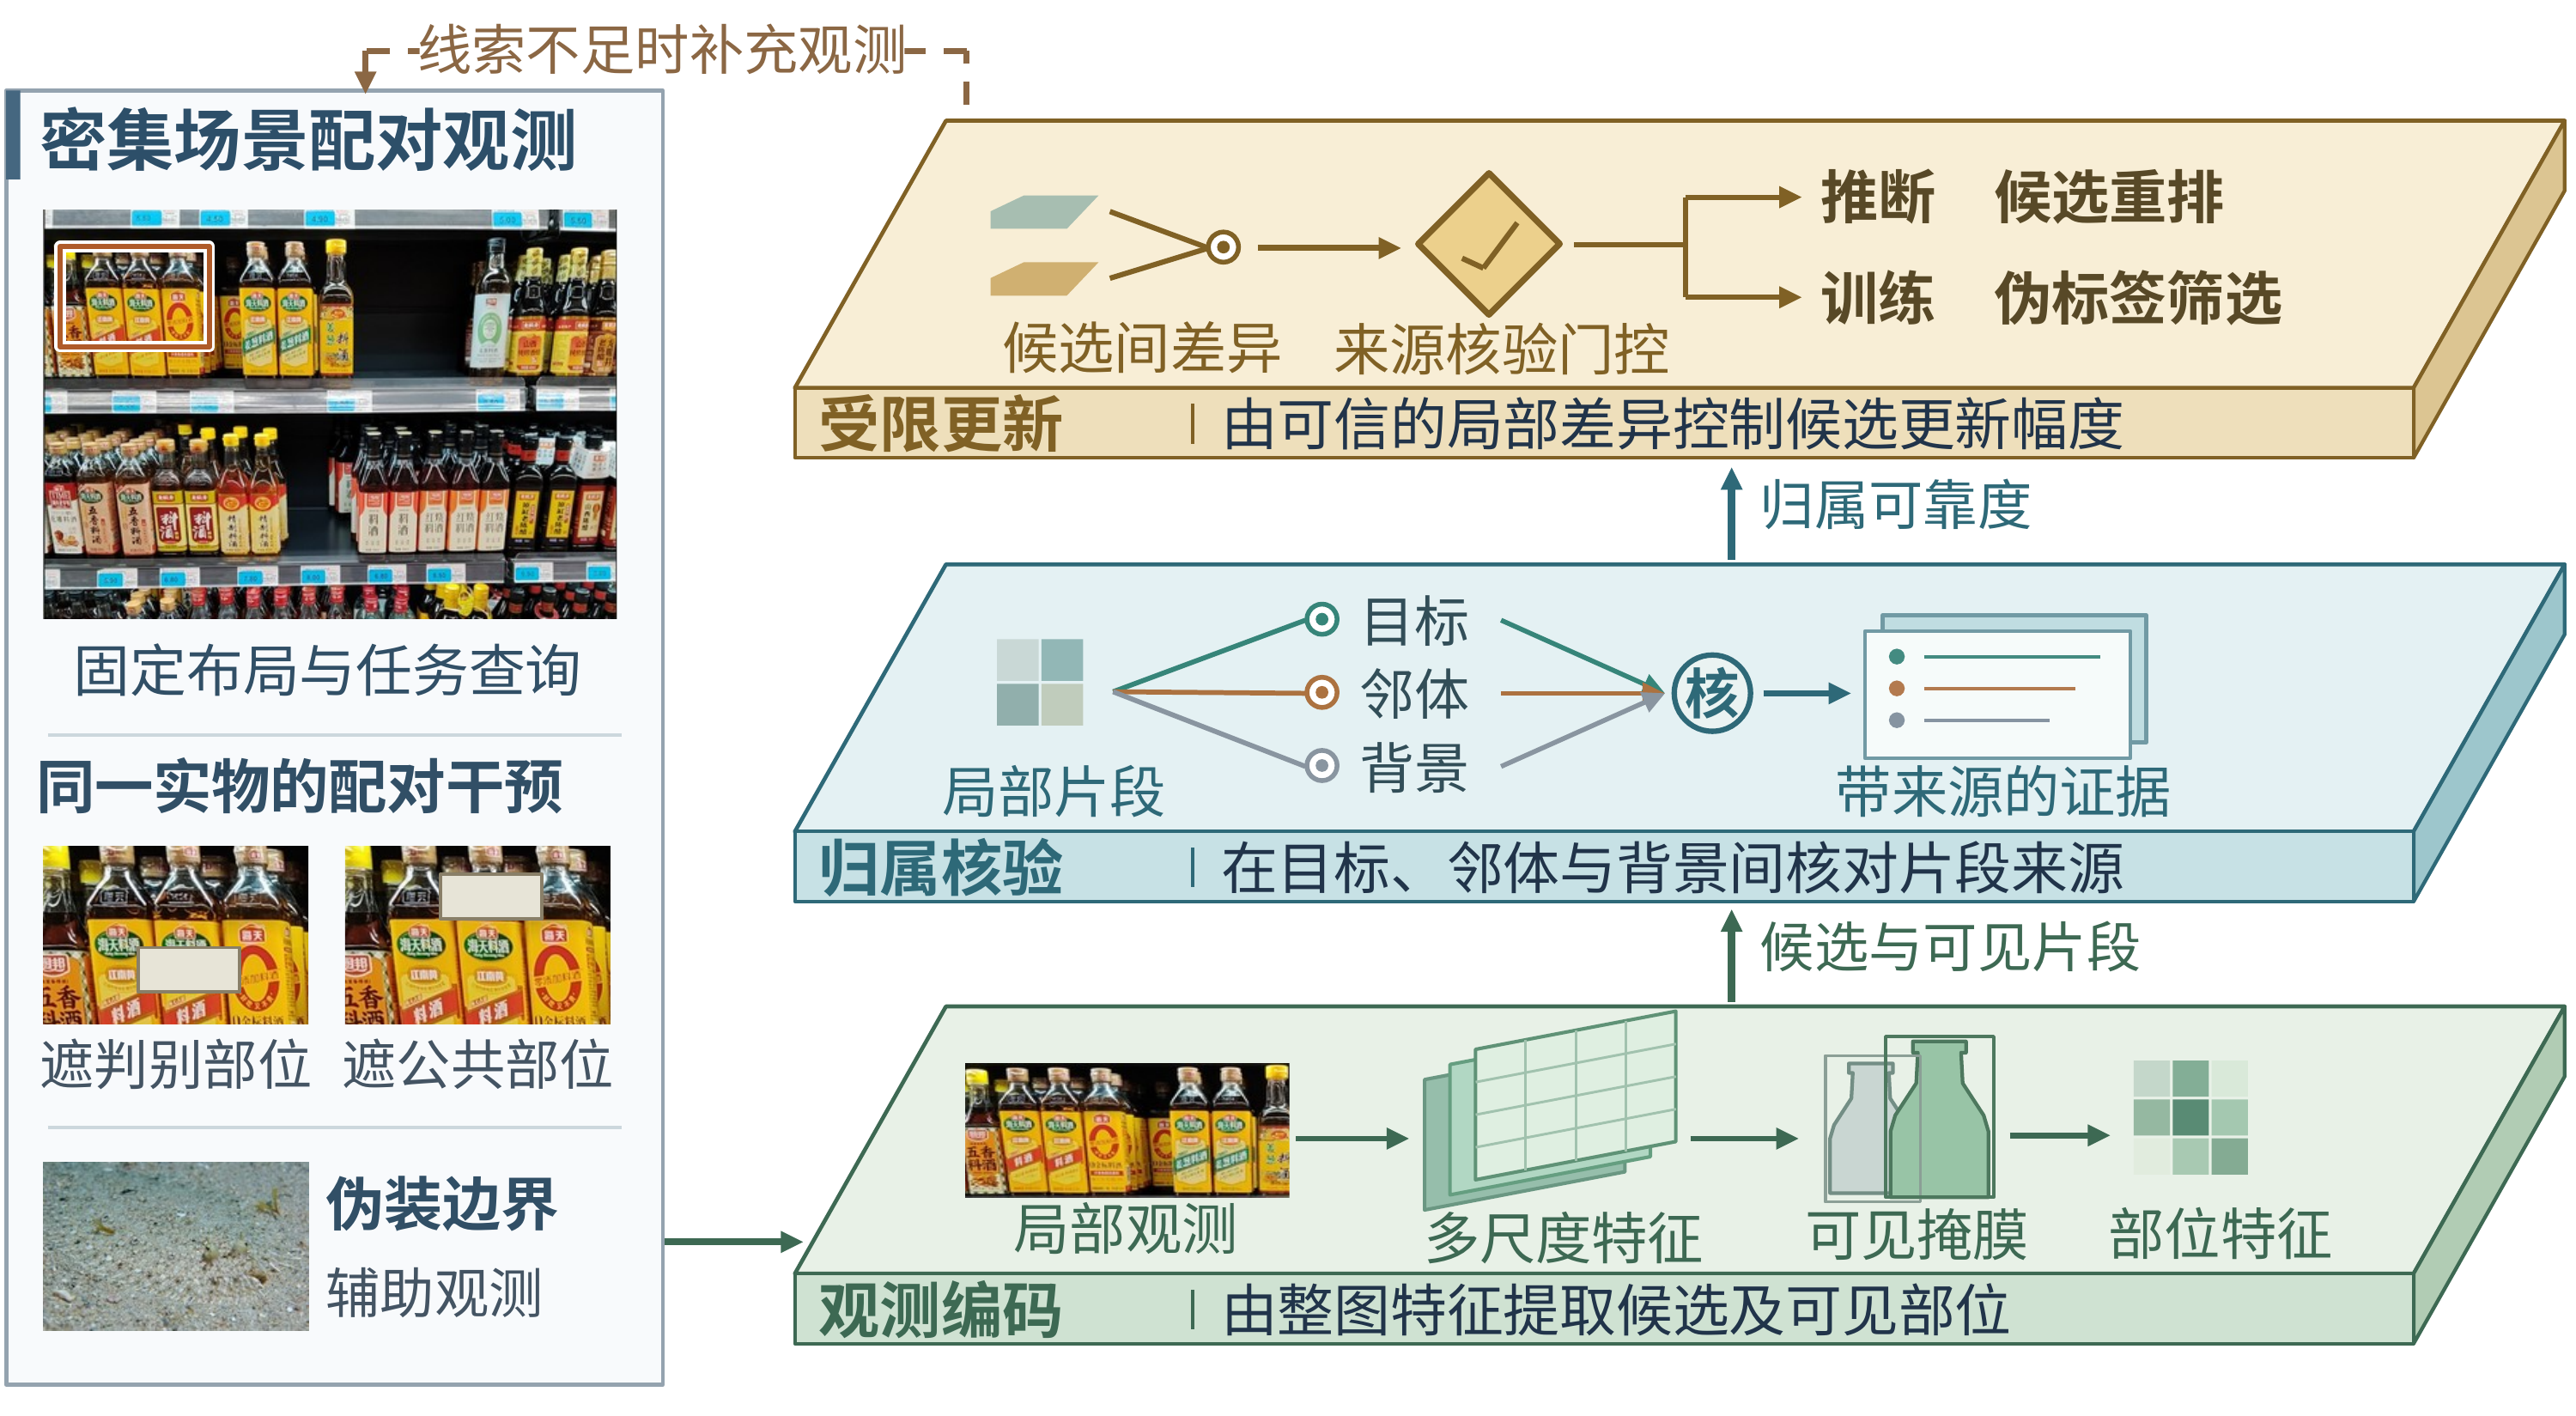 线索不足时补充观测
密集场景配对观测
固定布局与任务查询
同一实物的配对干预
遮判别部位 遮公共部位
伪装边界
辅助观测
候选间差异 来源核验门控
推断 候选重排
训练 伪标签筛选
受限更新 由可信的局部差异控制候选更新幅度
归属可靠度
局部片段
目标
邻体
背景
核
带来源的证据
归属核验 在目标、邻体与背景间核对片段来源
候选与可见片段
局部观测 多尺度特征 可见掩膜 部位特征
观测编码 由整图特征提取候选及可见部位